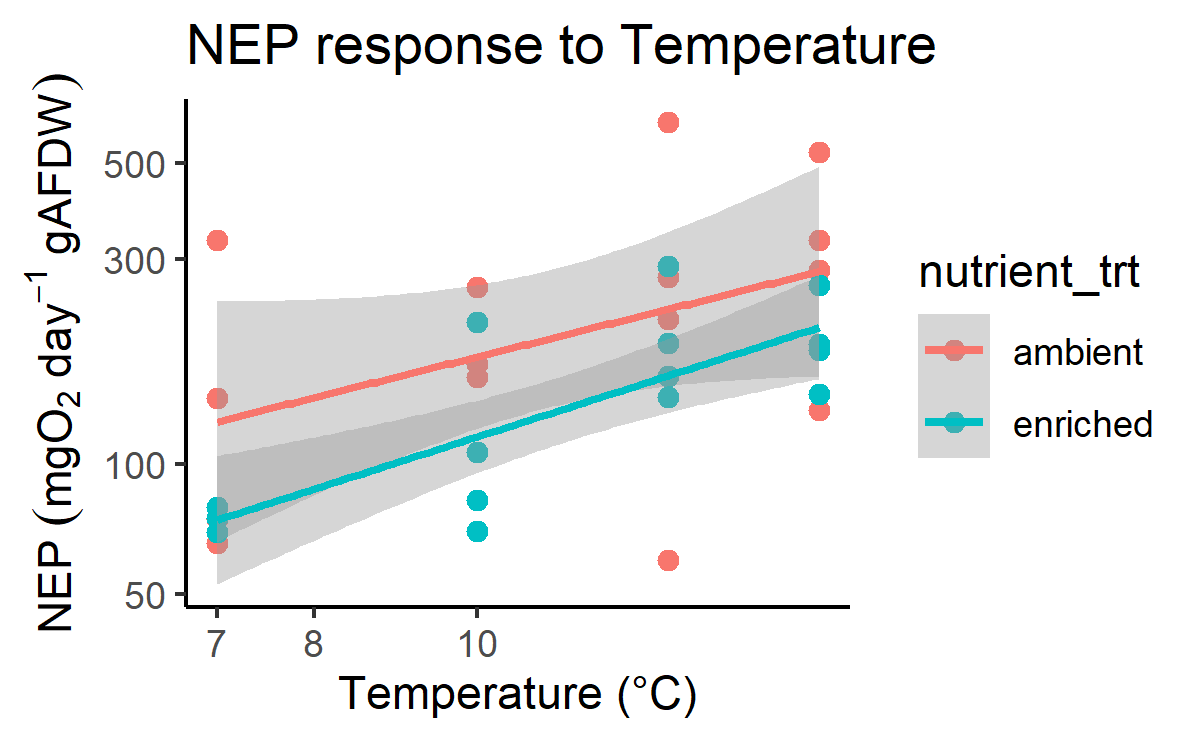 NEP response to Temperature
NEP (mgO₂ day⁻¹ gAFDW)
500
300
100
50
7 8 10
Temperature (°C)
nutrient_trt
ambient
enriched